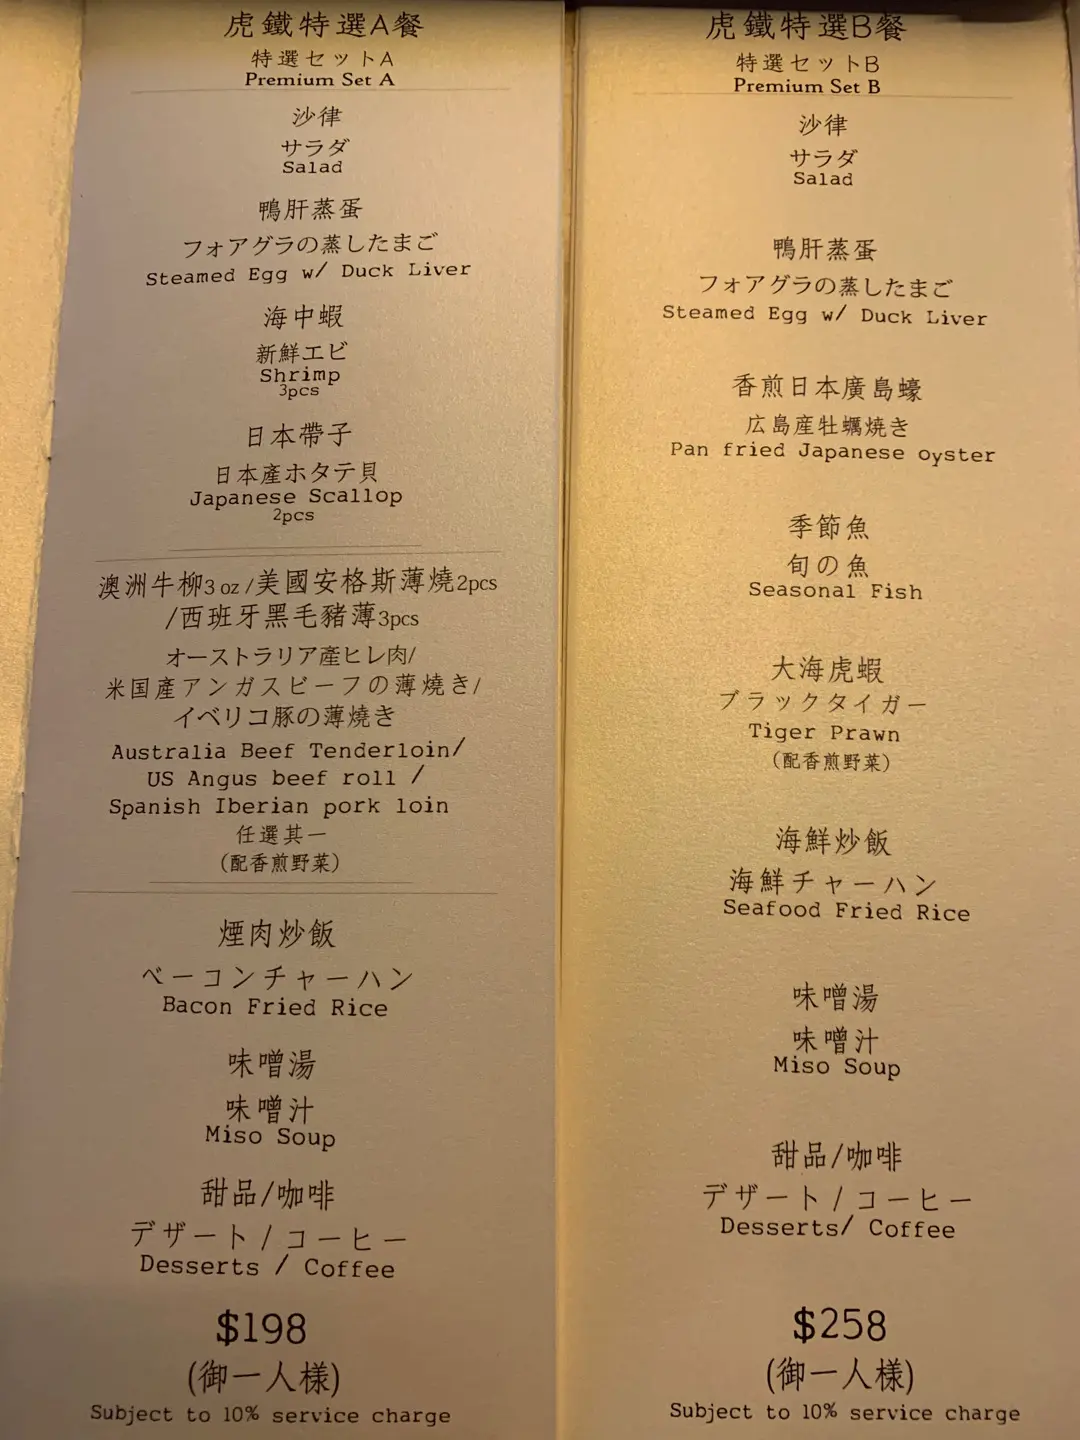 虎鐵特選A餐
特選セットA
Premium Set A
沙律
サラダ
Salad
鴨肝蒸蛋
フォアグラの蒸したまご
Steamed Egg w/ Duck Liver
海中蝦
新鮮エビ
Shrimp
3pcs
日本帶子
日本產ホタテ貝
Japanese Scallop
2pcs
澳洲牛柳3 oz /美國安格斯薄燒2pcs
/西班牙黑毛豬薄3pcs
オーストラリア產ヒレ肉/
米国產アンガスビーフの薄燒き/
イベリコ豚の薄燒き
Australia Beef Tenderloin/
US Angus beef roll /
Spanish Iberian pork loin
任選其一
(配香煎野菜)
煙肉炒飯
ベーコンチャーハン
Bacon Fried Rice
味噌湯
味噌汁
Miso Soup
甜品/咖啡
デザート / コーヒー
Desserts / Coffee
$198
(御一人様)
Subject to 10% service charge
虎鐵特選B餐
特選セットB
Premium Set B
沙律
サラダ
Salad
鴨肝蒸蛋
フォアグラの蒸したまご
Steamed Egg w/ Duck Liver
香煎日本廣島蠔
広島産牡蠣焼き
Pan fried Japanese oyster
季節魚
旬の魚
Seasonal Fish
大海虎蝦
ブラックタイガー
Tiger Prawn
(配香煎野菜)
海鮮炒飯
海鮮チャーハン
Seafood Fried Rice
味噌湯
味噌汁
Miso Soup
甜品/咖啡
デザート / コーヒー
Desserts/ Coffee
$258
(御一人様)
Subject to 10% service charge